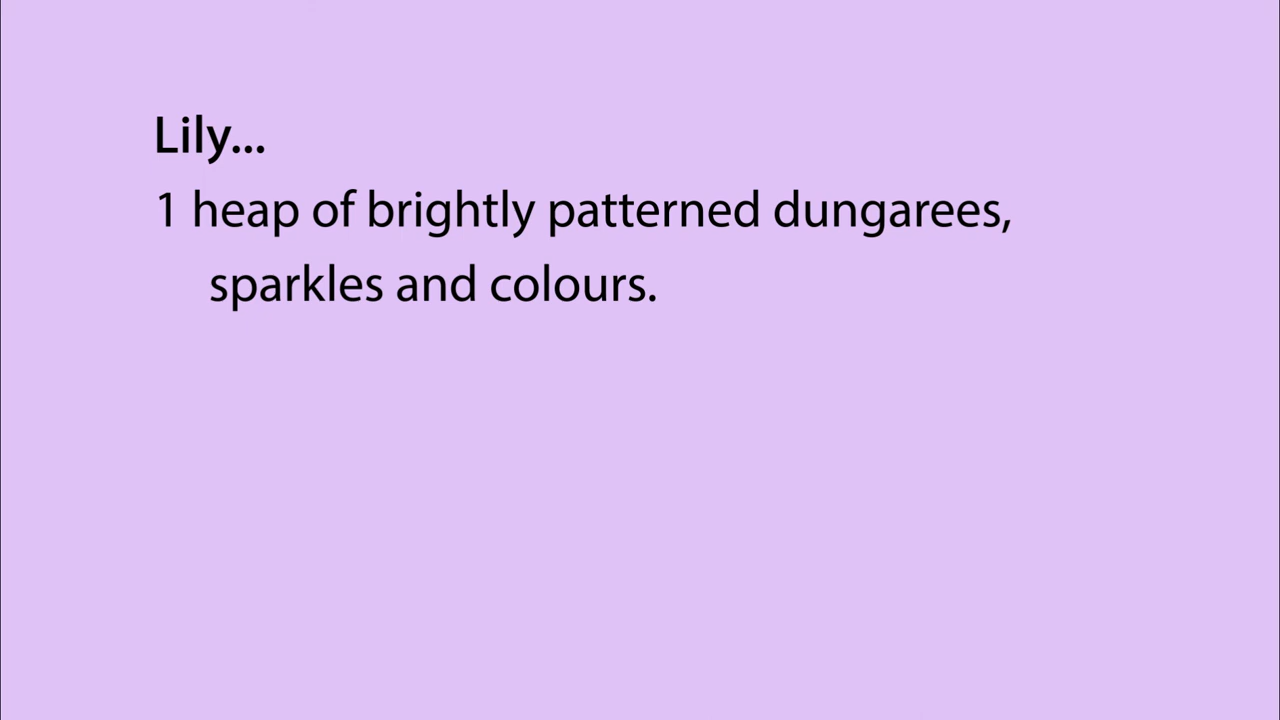 Lily...
1 heap of brightly patterned dungarees,
sparkles and colours.